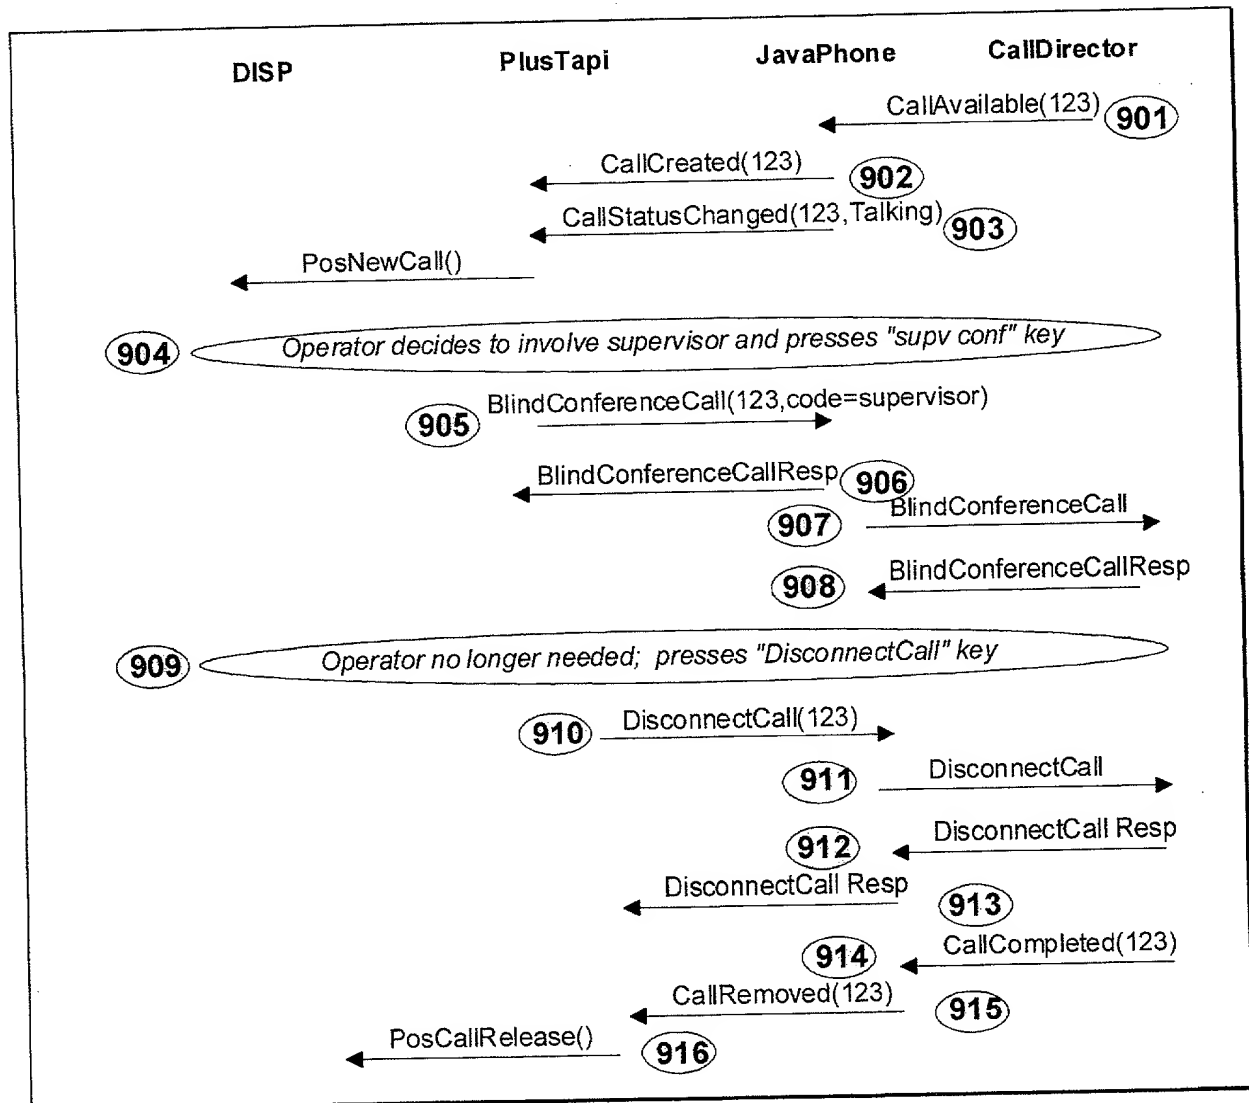 DISP PlusTapi JavaPhone CallDirector
CallAvailable(123) 901
CallCreated(123) 902
CallStatusChanged(123,Talking) 903
PosNewCall()
904 Operator decides to involve supervisor and presses "supv conf" key
905 BlindConferenceCall(123,code=supervisor)
BlindConferenceCallResp 906
907 BlindConferenceCall
908 BlindConferenceCallResp
909 Operator no longer needed; presses "DisconnectCall" key
910 DisconnectCall(123)
911 DisconnectCall
912 DisconnectCall Resp
DisconnectCall Resp 913
914 CallCompleted(123)
CallRemoved(123) 915
PosCallRelease() 916